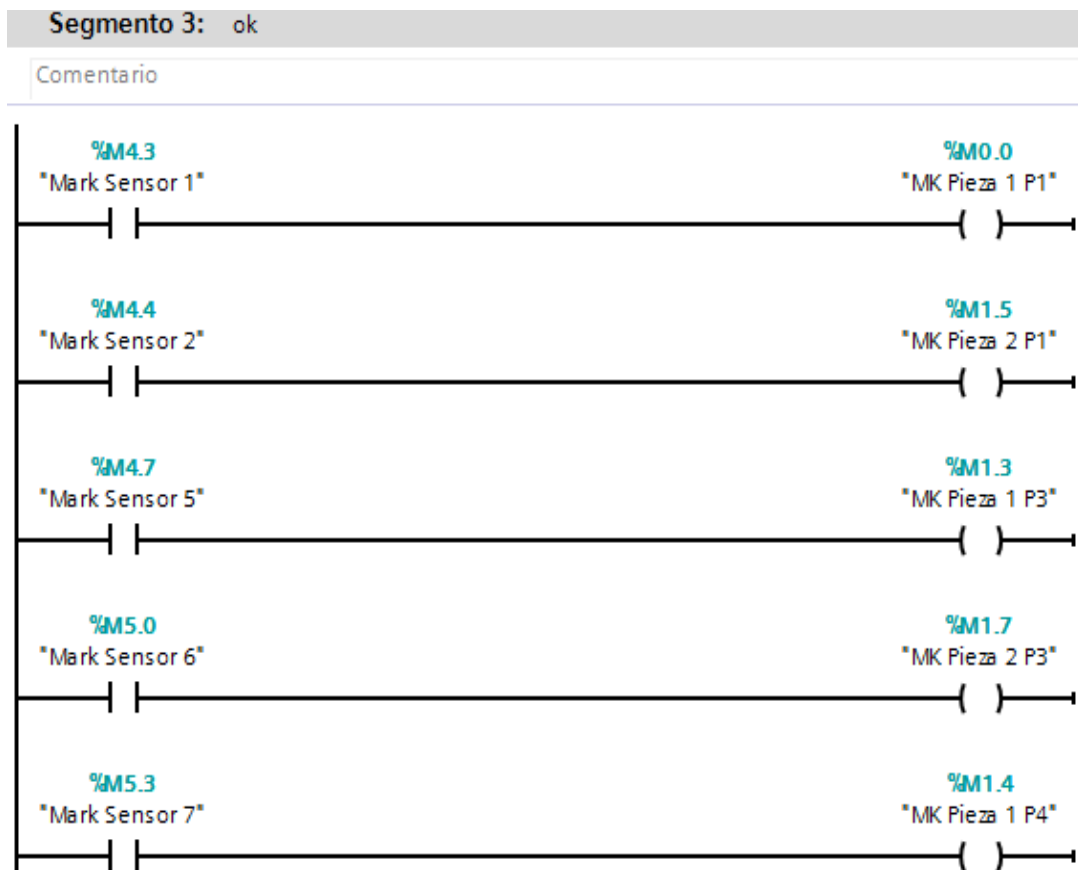 Segmento 3: ok
Comentario
%M4.3 %M0.0
"Mark Sensor 1" "MK Pieza 1 P1"
%M4.4 %M1.5
"Mark Sensor 2" "MK Pieza 2 P1"
%M4.7 %M1.3
"Mark Sensor 5" "MK Pieza 1 P3"
%M5.0 %M1.7
"Mark Sensor 6" "MK Pieza 2 P3"
%M5.3 %M1.4
"Mark Sensor 7" "MK Pieza 1 P4"